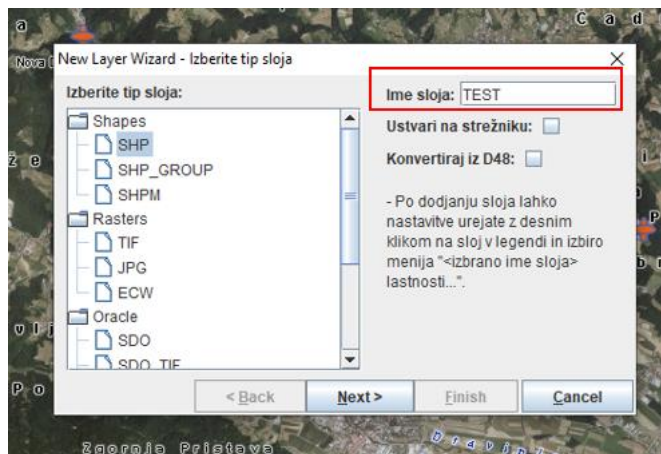 a
Č a d
Nova
New Layer Wizard - Izberite tip sloja
Izberite tip sloja:
Shapes
SHP
SHP_GROUP
SHPM
Rasters
TIF
JPG
ECW
Oracle
SDO
SDO_TIF
Ime sloja: TEST
Ustvari na strežniku:
Konvertiraj iz D48:
- Po dodjanju sloja lahko
nastavitve urejate z desnim
klikom na sloj v legendi in izbiro
menija "<izbrano ime sloja>
lastnosti...".
< Back
Next >
Finish
Cancel
ž e
v l j
P o
P
b r
Zgornja Pristava